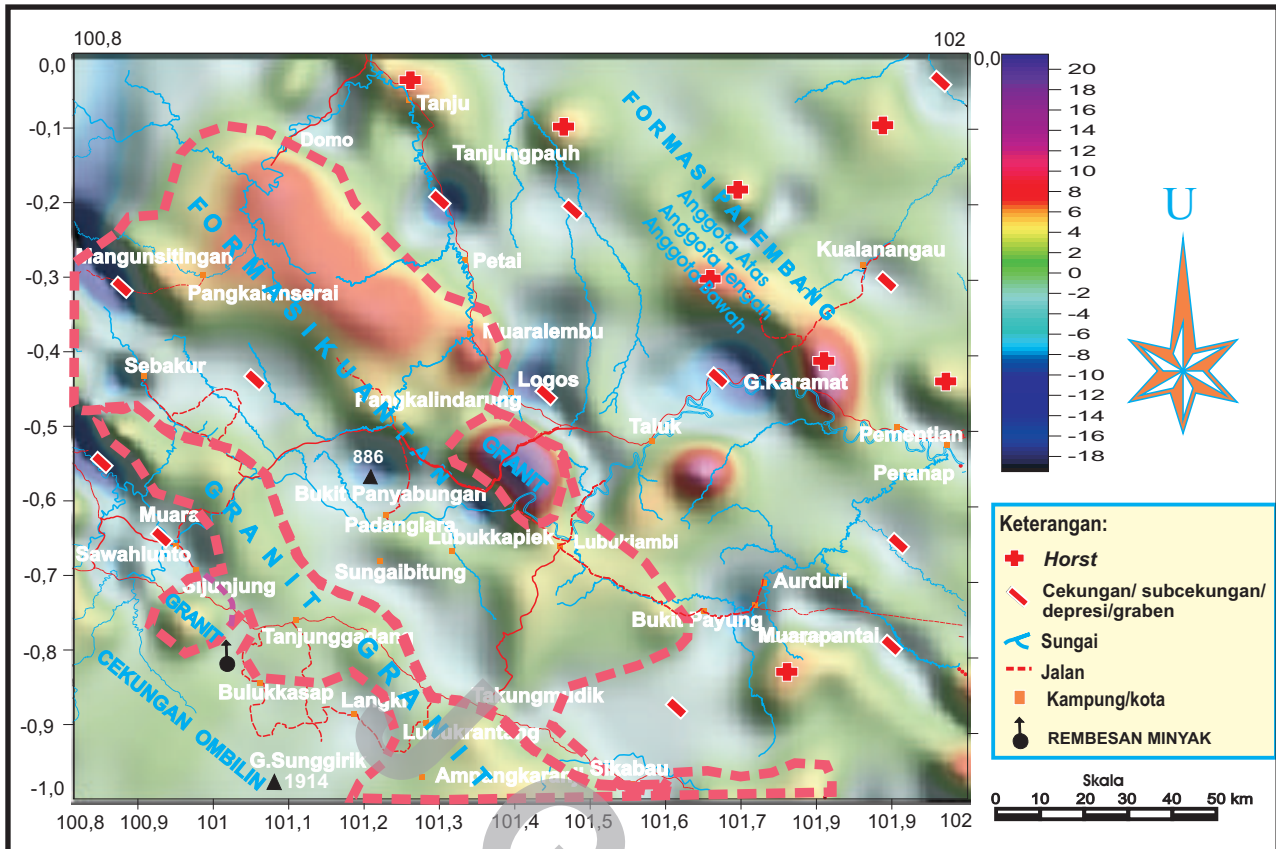 100,8
102
0,0
-0,1
-0,2
-0,3
-0,4
-0,5
-0,6
-0,7
-0,8
-0,9
-1,0
100,8
100,9
101
101,1
101,2
101,3
101,4
101,5
101,6
101,7
101,9
101,9
102
Tanju
Domo
Tanjungpauh
FORMASI PALEMBANG
Anggota Atas
Anggota Tengah
Anggota Bawah
FORMASI KUANTAN
Mangunsitingan
Pangkalanserai
Petai
Kualanangau
Muaralembu
Sebakur
Logos
G.Karamat
Pangkalindarung
Taluk
Pementian
Peranap
GRANIT
886
Bukit Panyabungan
GRANIT
Muara
Padanglara
Lubukkapiek
Lubuklambi
Sawahlunto
Sijunjung
Sungaibitung
Aurduri
GRANIT
Bukit Payung
Tanjunggadang
Muarapantai
GRANIT
CEKUNGAN OMBILIN
Bulukkasap
Langki
Takungmudik
Lubukrantang
G.Sunggirik
1914
Ampangkaran
Sikabau
0,0
20
18
16
14
12
10
8
6
4
2
0
-2
-4
-6
-8
-10
-12
-14
-16
-18
U
Keterangan:
Horst
Cekungan/ subcekungan/
depresi/graben
Sungai
Jalan
Kampung/kota
REMBESAN MINYAK
Skala
0 10 20 30 40 50 km